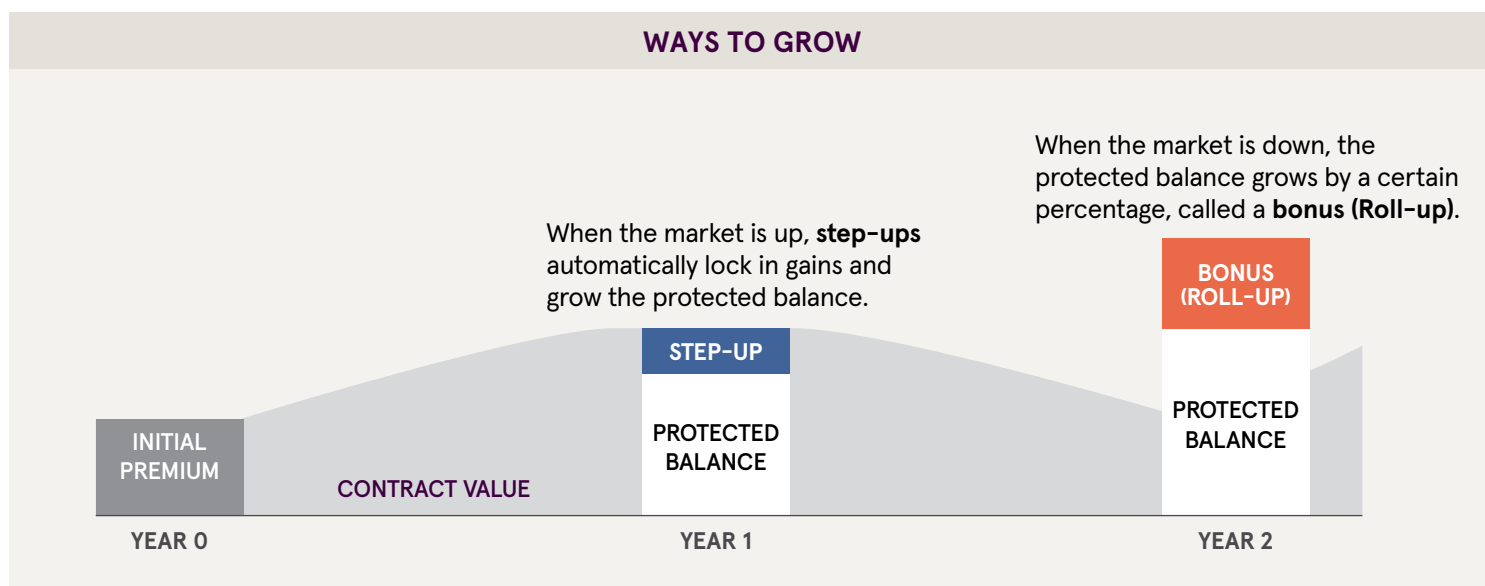 WAYS TO GROW
When the market is down, the
protected balance grows by a certain
percentage, called a bonus (Roll-up).
When the market is up, step-ups
automatically lock in gains and
grow the protected balance.
BONUS
(ROLL-UP)
STEP-UP
PROTECTED
BALANCE
PROTECTED
BALANCE
INITIAL
PREMIUM
CONTRACT VALUE
YEAR 0
YEAR 1
YEAR 2